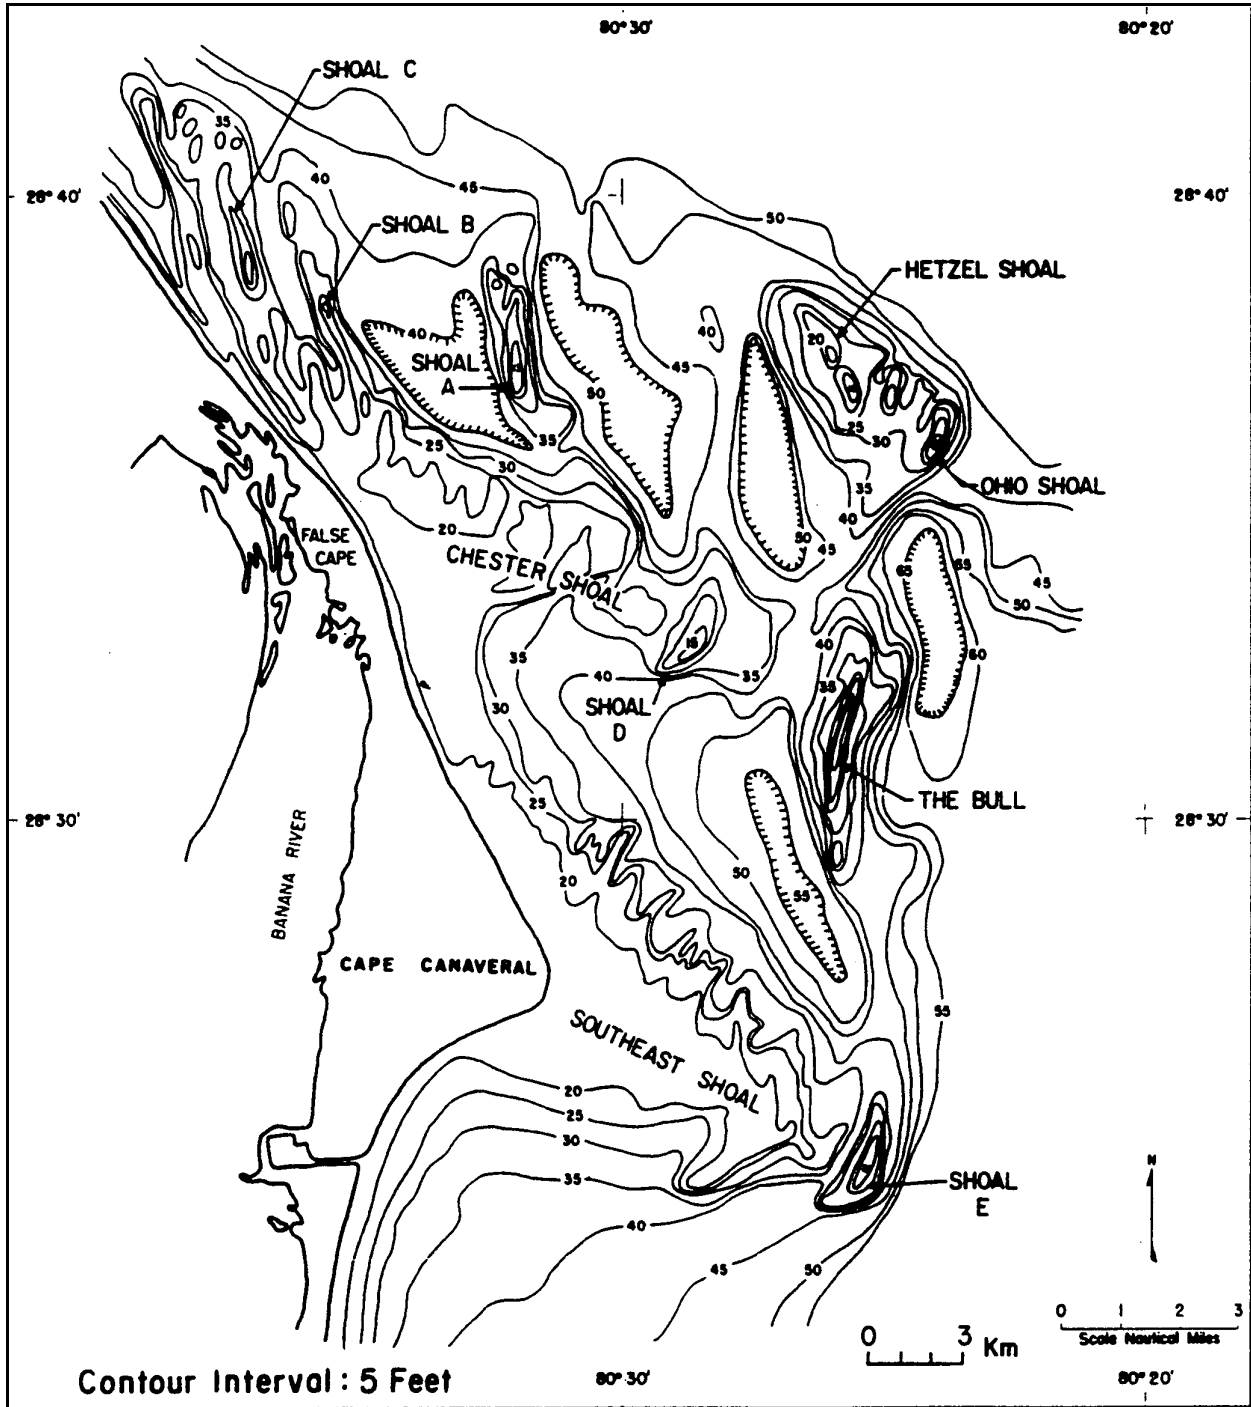 80°30'
80°20'
SHOAL C
35
40
45
28°40'
28°40'
50
SHOAL B
HETZEL SHOAL
40
40
20
SHOAL
A
45
50
25
30
25
35
30
35
OHIO SHOAL
40
20
FALSE
CAPE
50
45
CHESTER SHOAL
65
55
45
50
15
40
60
35
40
35
35
30
SHOAL
D
THE BULL
25
28°30'
28°30'
BANANA RIVER
20
50
55
CAPE CANAVERAL
55
SOUTHEAST SHOAL
20
25
30
N
35
SHOAL
E
40
45
50
0 1 2 3
Scale Nautical Miles
0 3 Km
Contour Interval : 5 Feet
80°30'
80°20'